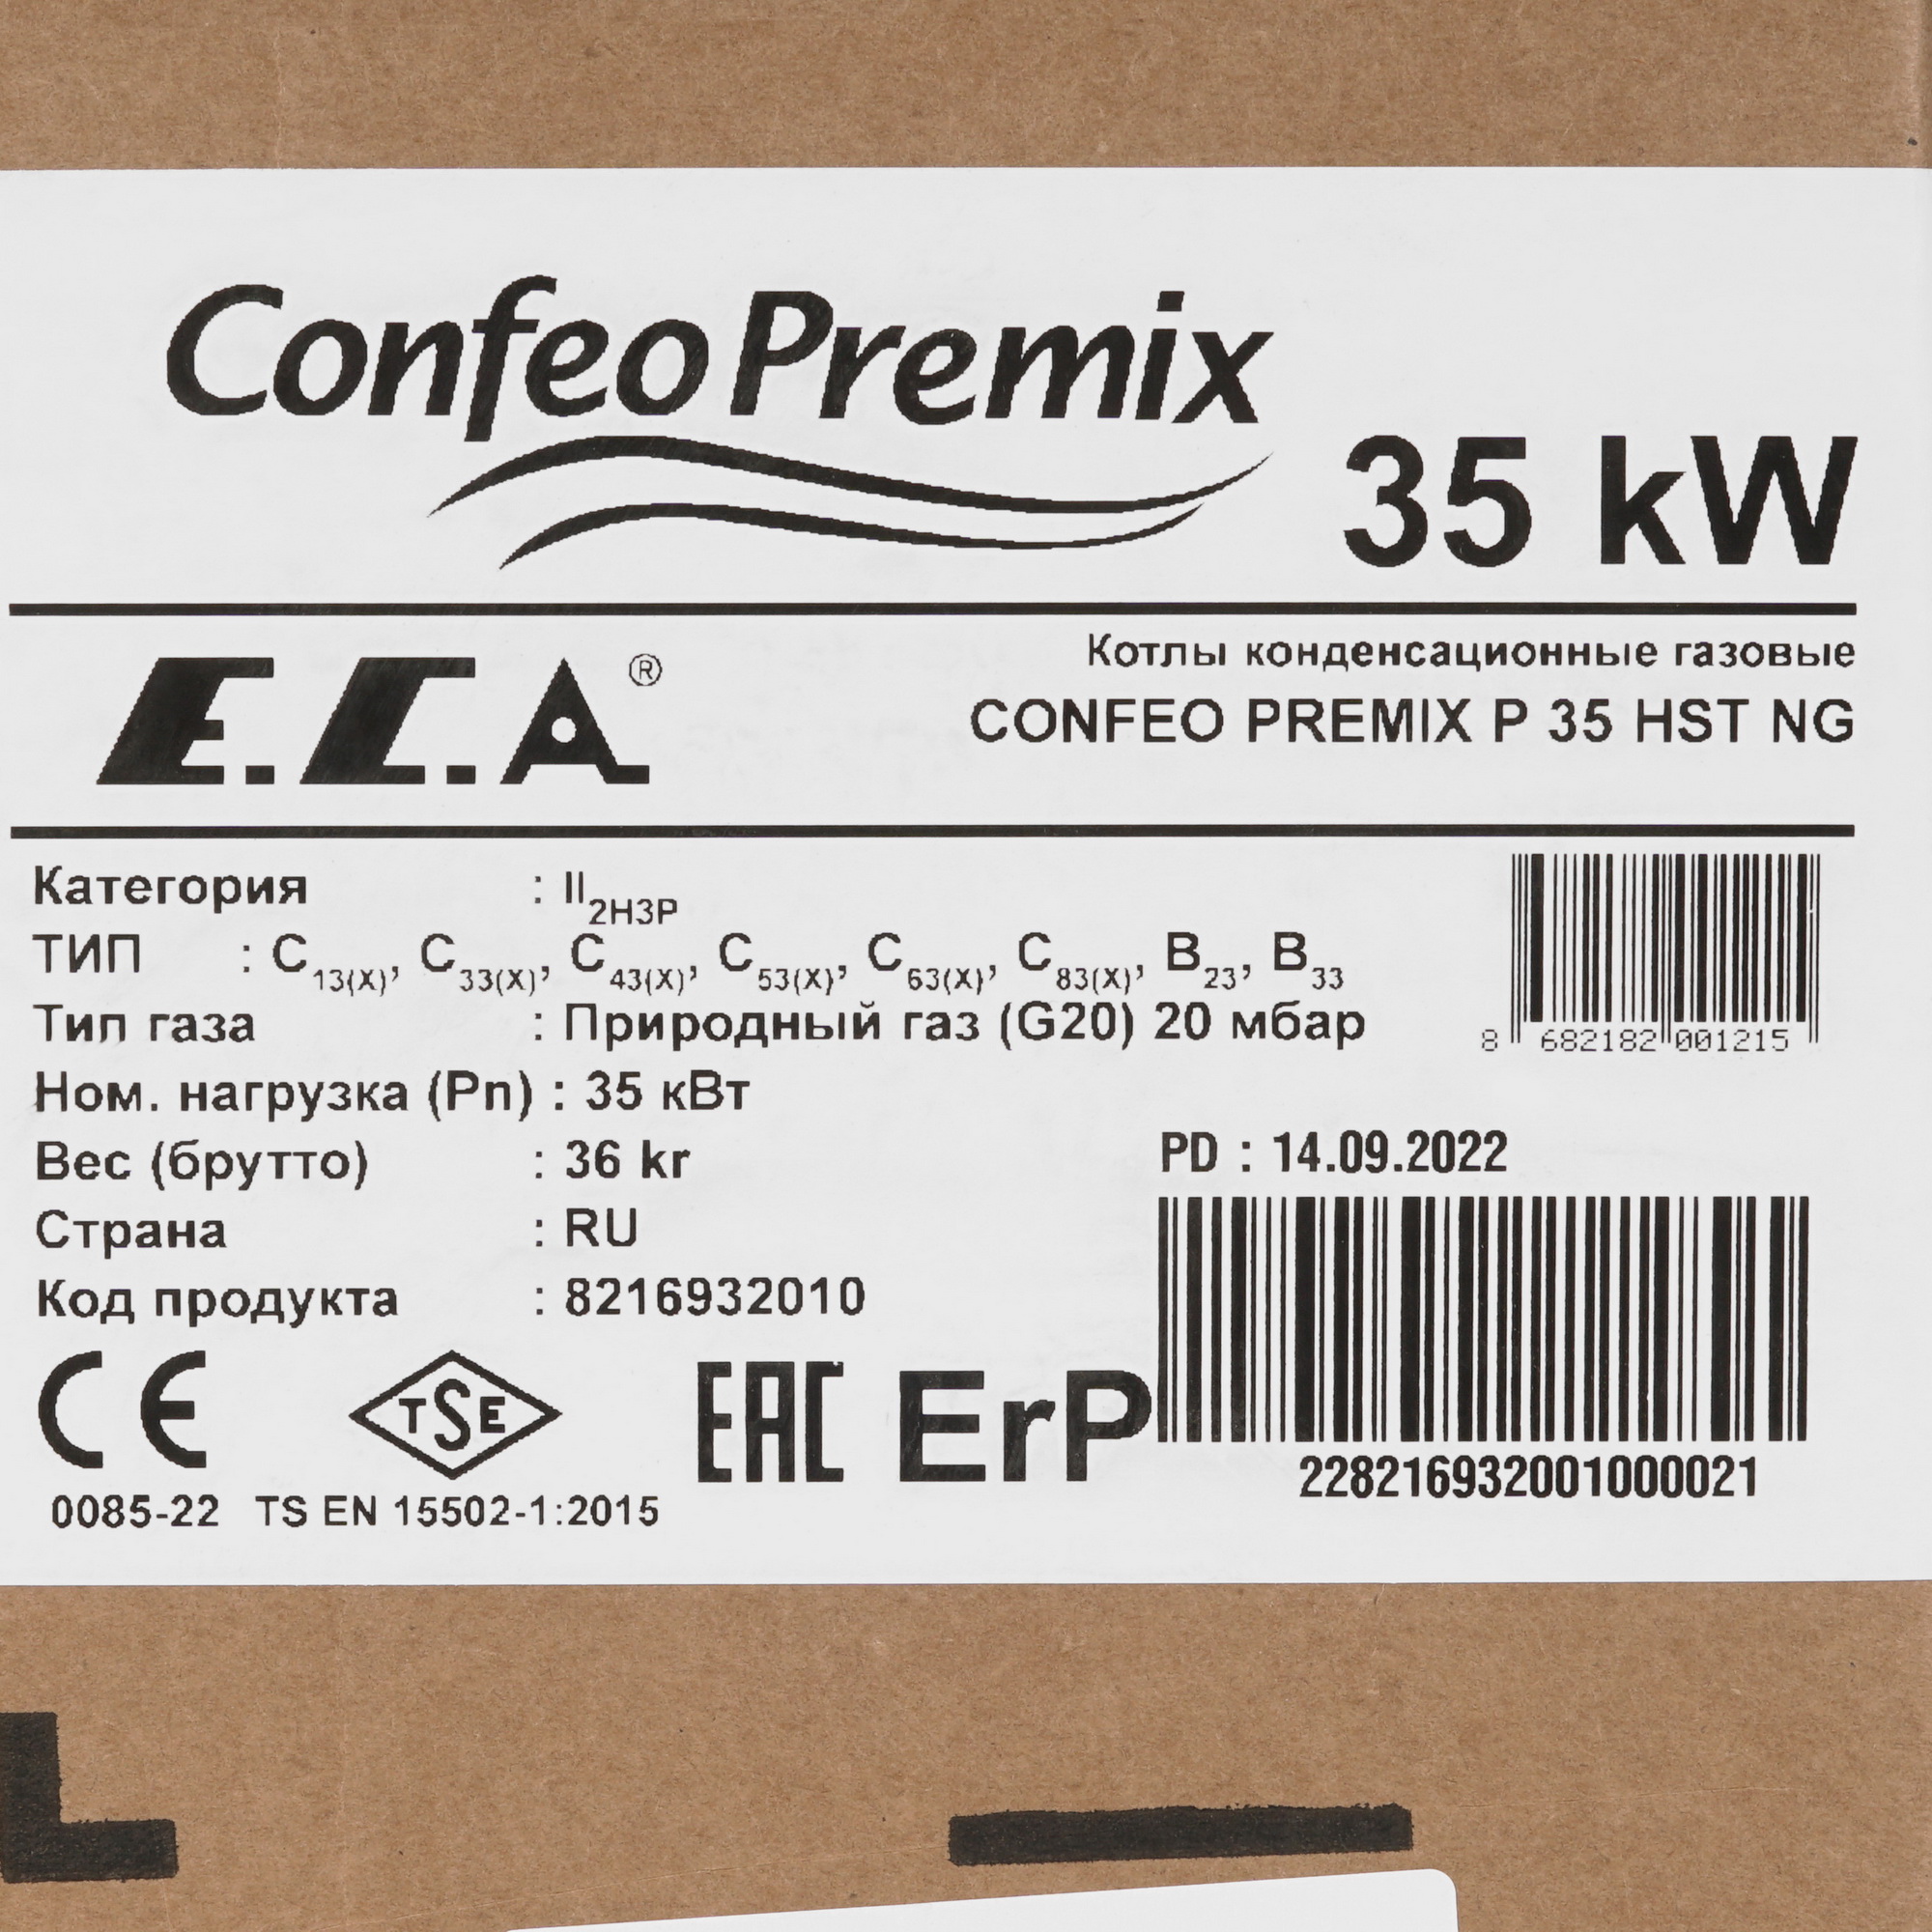 Confeo Premix
35 kW
E.C.A®
Котлы конденсационные газовые
CONFEO PREMIX P 35 HST NG
Категория : II2H3P
ТИП : C13(X), C33(X), C43(X), C53(X), C63(X), C83(X), B23, B33
Тип газа : Природный газ (G20) 20 мбар
Ном. нагрузка (Pn) : 35 кВт
Вес (брутто) : 36 kr
Страна : RU
Код продукта : 8216932010
8 682182 001215
PD : 14.09.2022
228216932001000021
CE
TSE
EAC
ErP
0085-22 TS EN 15502-1:2015